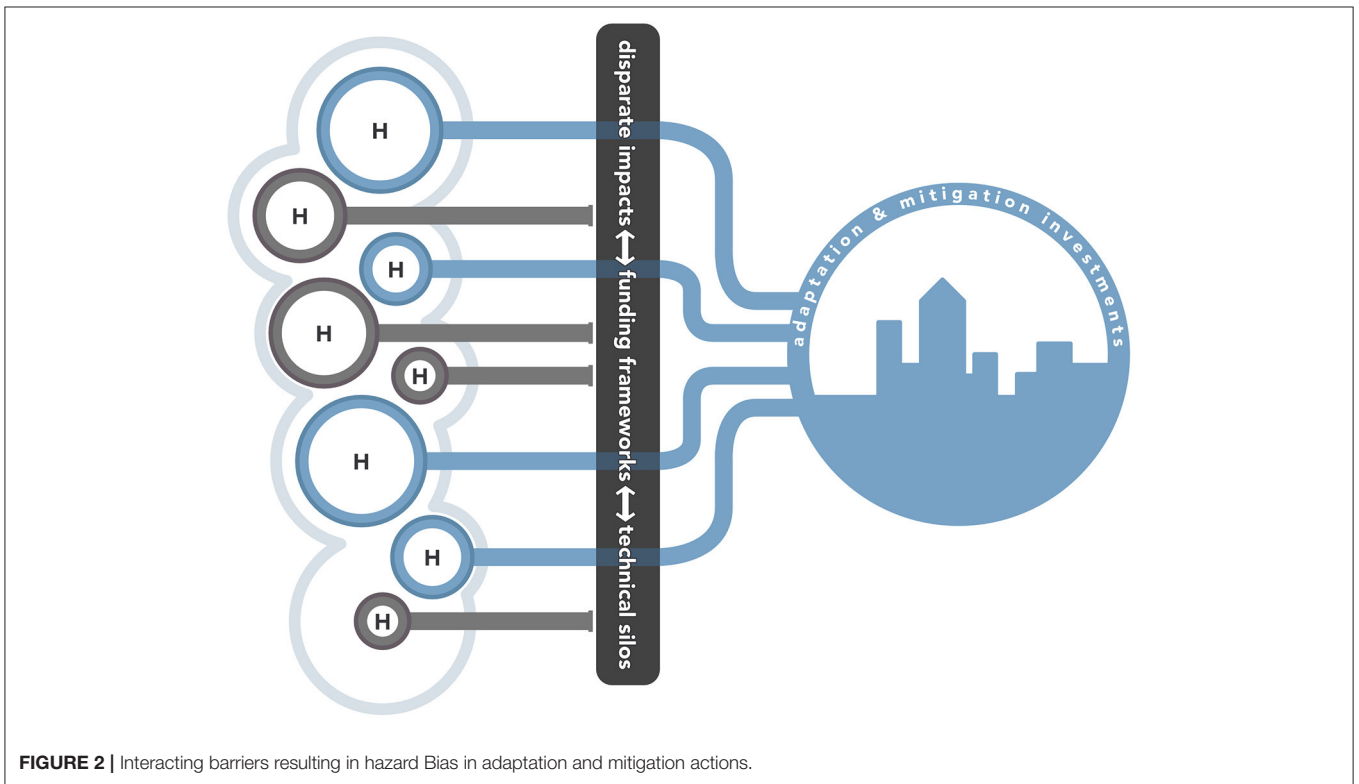 H
H
H
H
H
H
H
H
disparate impacts ↔ funding frameworks ↔ technical silos
adaptation & mitigation investments
FIGURE 2 | Interacting barriers resulting in hazard Bias in adaptation and mitigation actions.